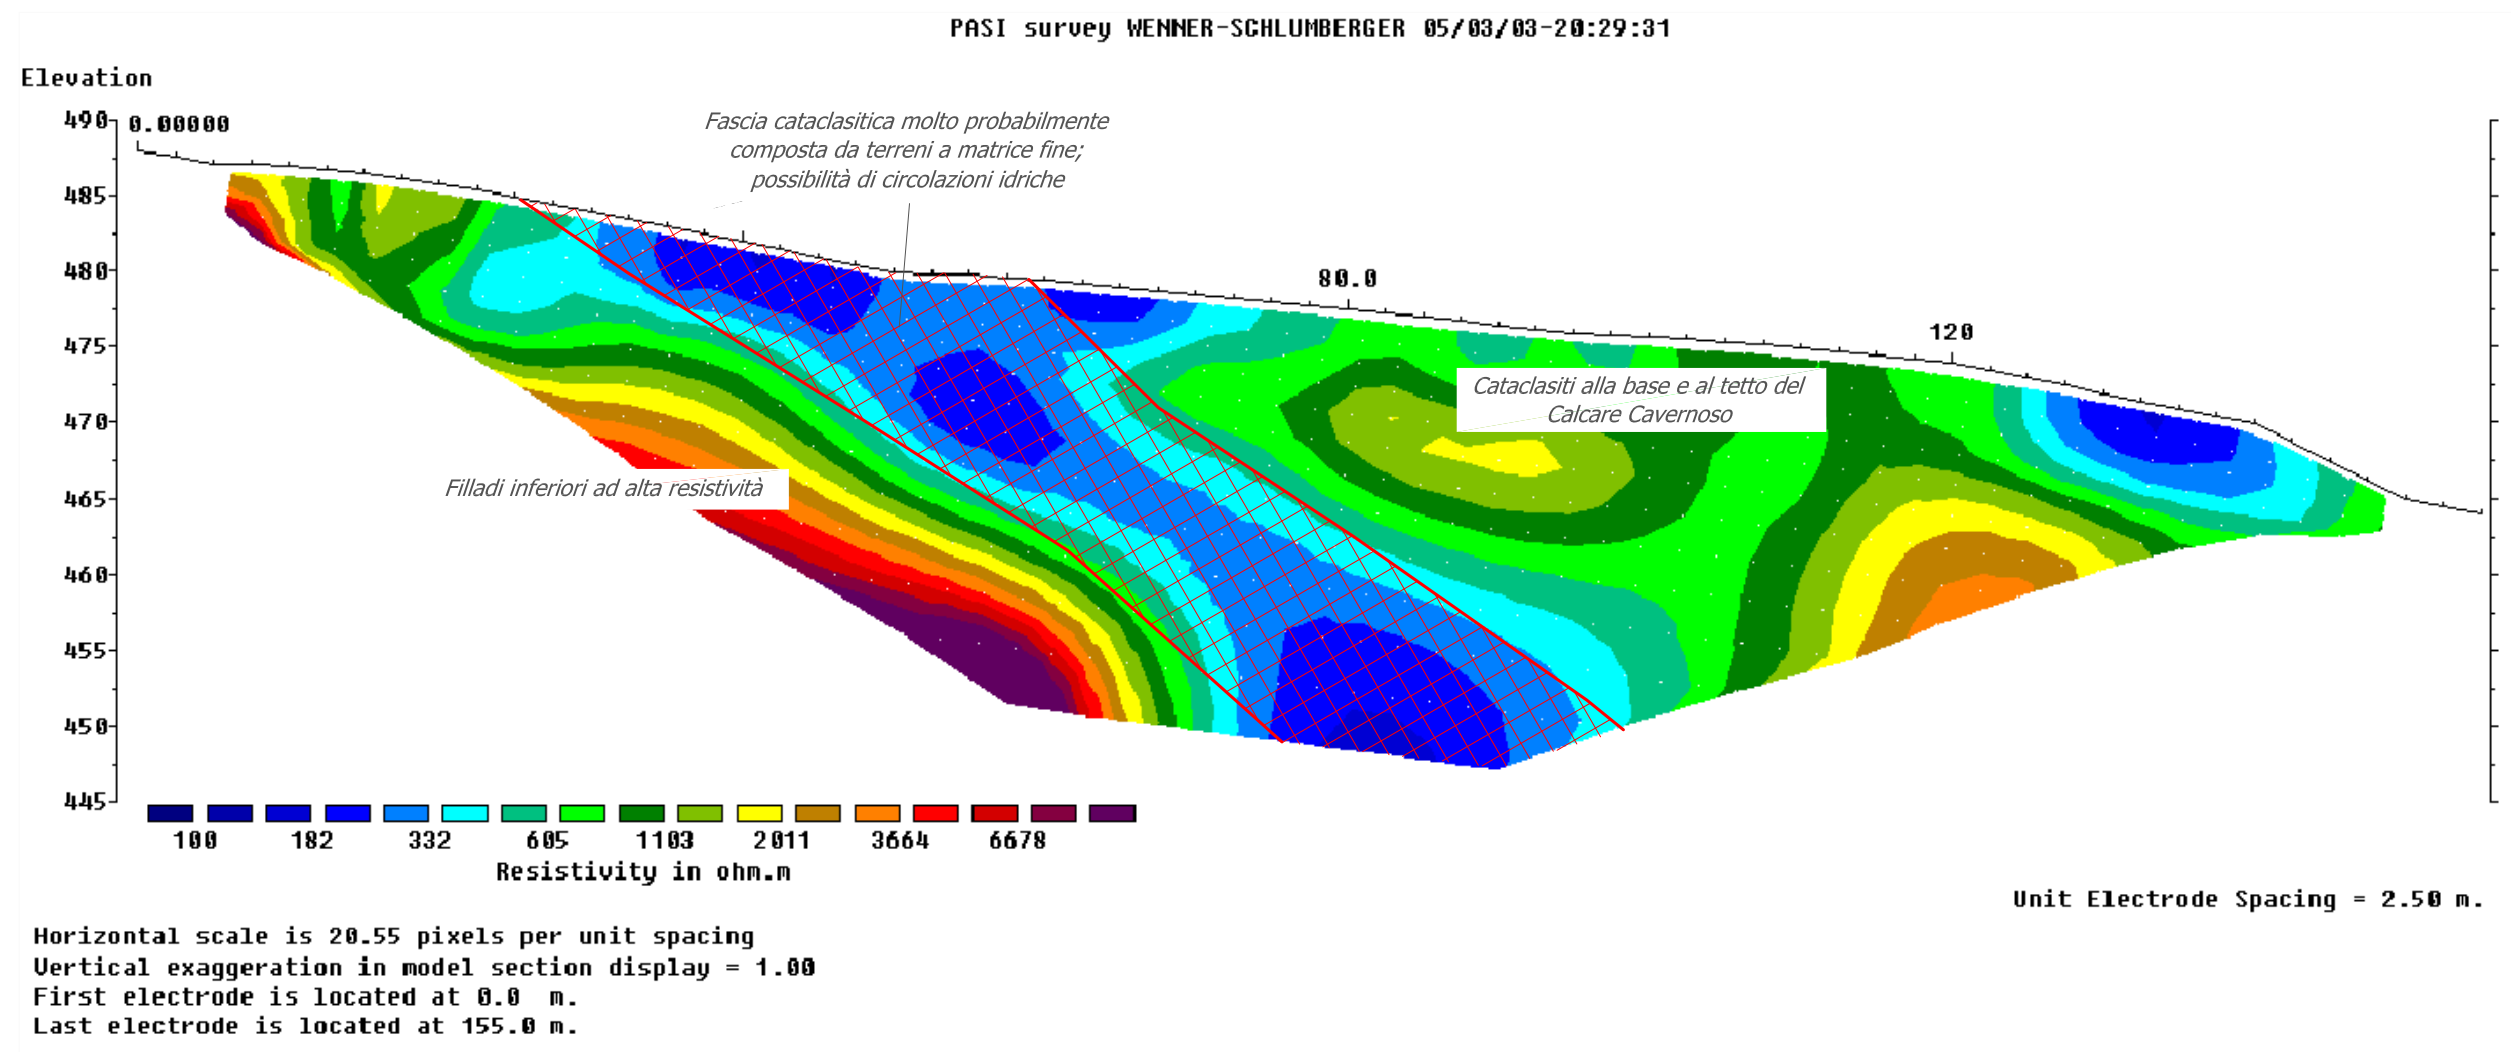 PASI survey WENNER-SCHLUMBERGER 05/03/03-20:29:31
Elevation
490
0.00000
Fascia cataclasitica molto probabilmente
composta da terreni a matrice fine;
possibilità di circolazioni idriche
485
480
80.0
475
120
Cataclasiti alla base e al tetto del
Calcare Cavernoso
470
465
Filladi inferiori ad alta resistività
460
455
450
445
100 182 332 605 1103 2011 3664 6678
Resistivity in ohm.m
Unit Electrode Spacing = 2.50 m.
Horizontal scale is 20.55 pixels per unit spacing
Vertical exaggeration in model section display = 1.00
First electrode is located at 0.0 m.
Last electrode is located at 155.0 m.